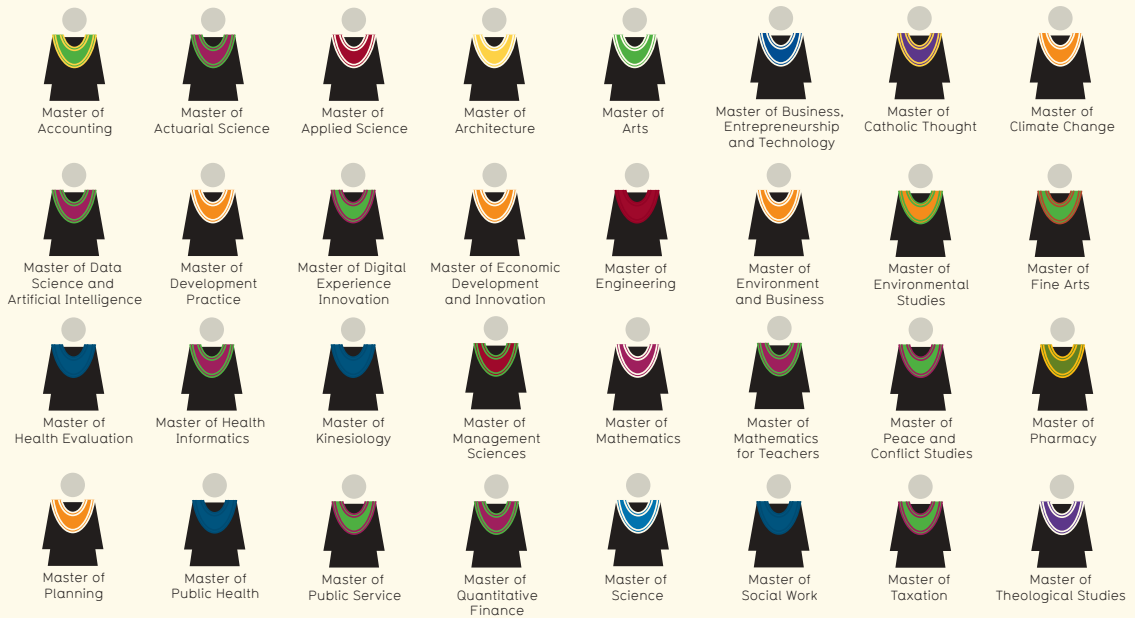 Master of
Accounting
Master of
Actuarial Science
Master of
Applied Science
Master of
Architecture
Master of
Arts
Master of Business,
Entrepreneurship
and Technology
Master of
Catholic Thought
Master of
Climate Change
Master of Data
Science and
Artificial Intelligence
Master of
Development
Practice
Master of Digital
Experience
Innovation
Master of Economic
Development
and Innovation
Master of
Engineering
Master of
Environment
and Business
Master of
Environmental
Studies
Master of
Fine Arts
Master of
Health Evaluation
Master of Health
Informatics
Master of
Kinesiology
Master of
Management
Sciences
Master of
Mathematics
Master of
Mathematics
for Teachers
Master of
Peace and
Conflict Studies
Master of
Pharmacy
Master of
Planning
Master of
Public Health
Master of
Public Service
Master of
Quantitative
Finance
Master of
Science
Master of
Social Work
Master of
Taxation
Master of
Theological Studies